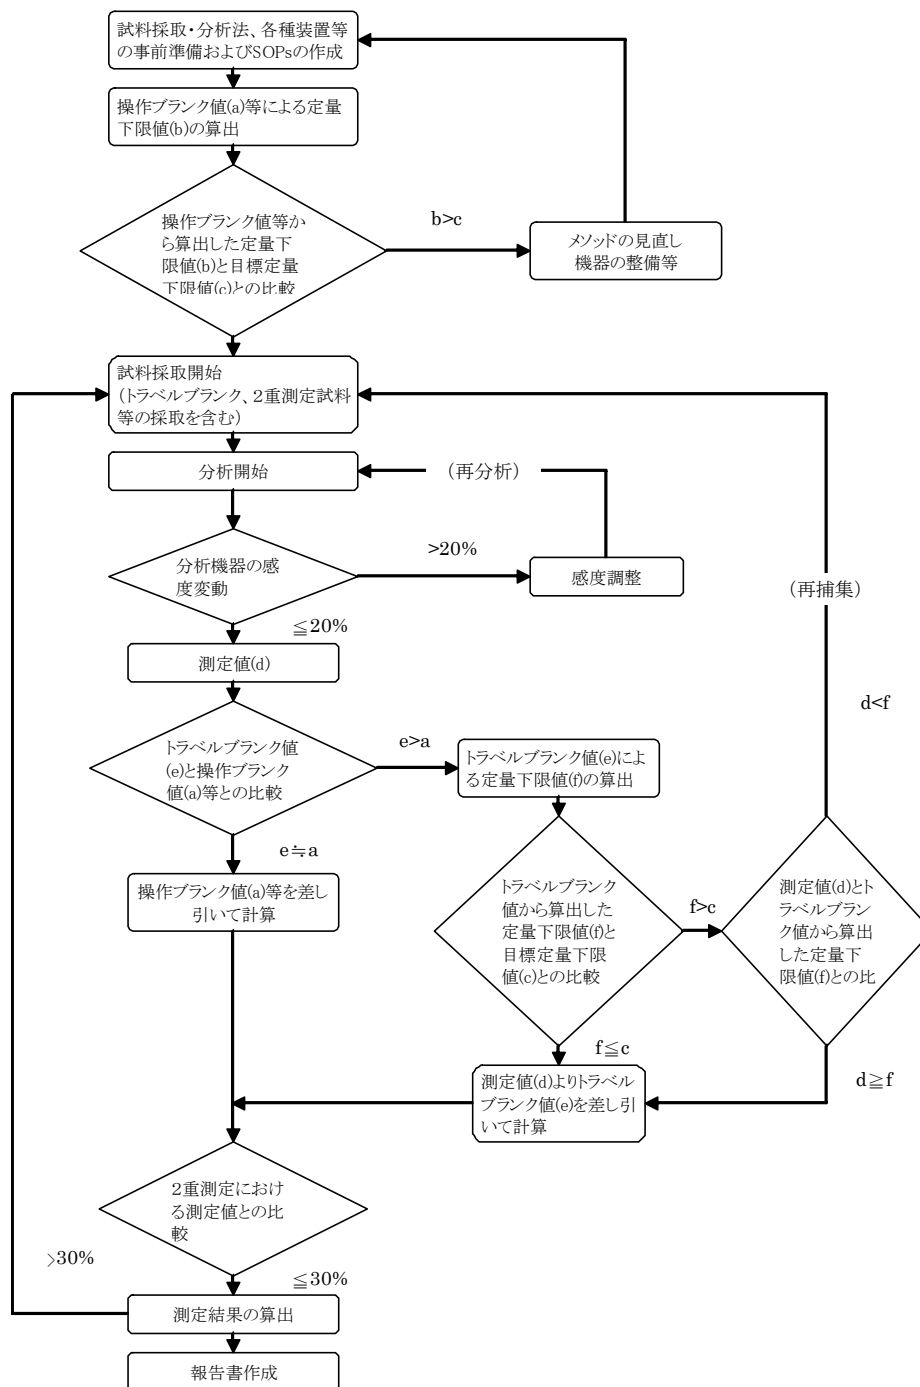 試料採取・分析法、各種装置等
の事前準備およびSOPsの作成
操作ブランク値(a)等による定量
下限値(b)の算出
操作ブランク値等か
ら算出した定量下
限値(b)と目標定量
下限値(c)との比較
b>c
メソッドの見直し
機器の整備等
試料採取開始
（トラベルブランク、２重測定試料
等の採取を含む）
分析開始
（再分析）
分析機器の感
度変動
>20%
感度調整
（再捕集）
≦20%
測定値(d)
d<f
トラベルブランク値
(e)と操作ブランク
値(a)等との比較
e>a
トラベルブランク値(e)によ
る定量下限値(f)の算出
e≒a
操作ブランク値(a)等を差し
引いて計算
トラベルブランク
値から算出した
定量下限値(f)と
目標定量下限
値(c)との比較
f>c
測定値(d)とト
ラベルブラン
ク値から算出
した定量下
限値(f)との比
f≦c
d≧f
測定値(d)よりトラベル
ブランク値(e)を差し引
いて計算
２重測定におけ
る測定値との比
較
>30%
≦30%
測定結果の算出
報告書作成